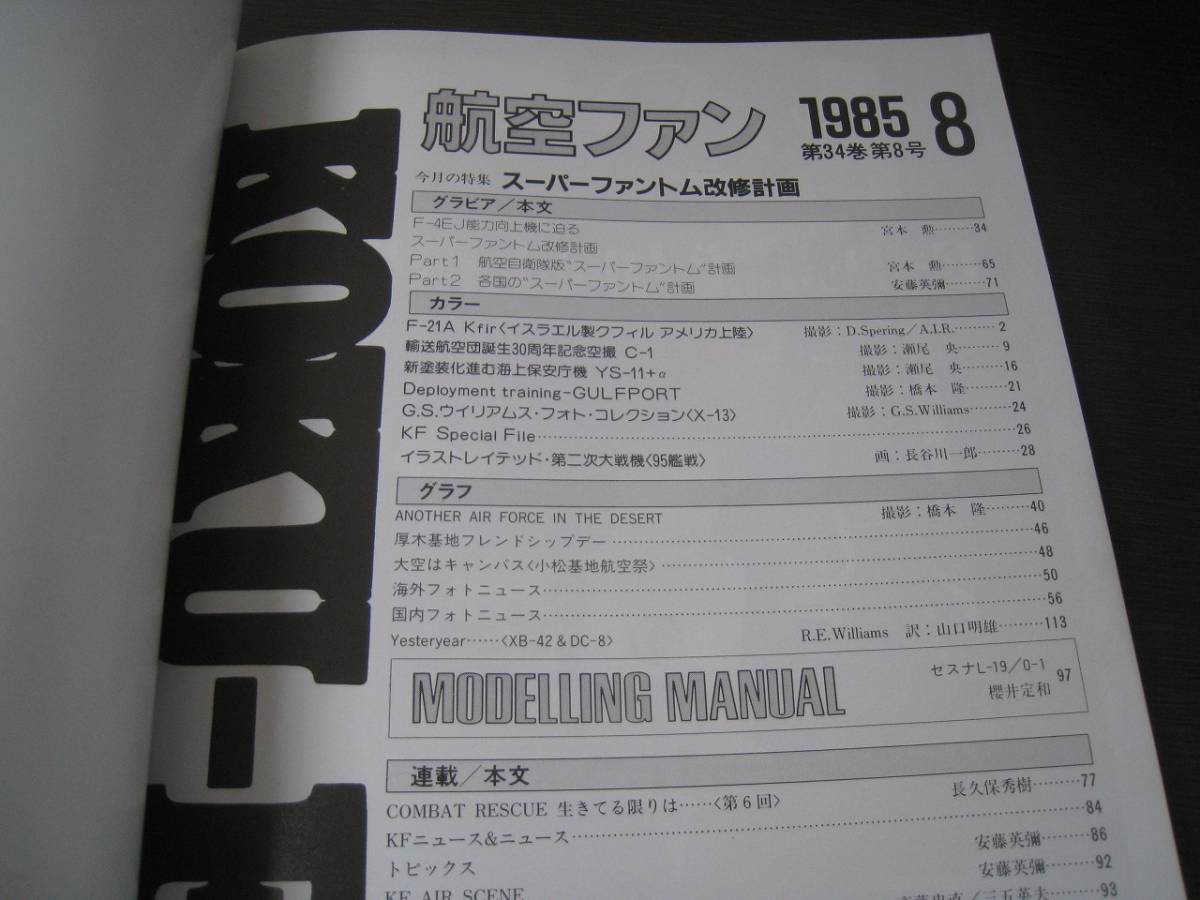 KOKU-F
航空ファン 1985 8
第34巻第8号
今月の特集 スーパーファントム改修計画
グラビア／本文
F-4EJ能力向上機に迫る 宮本 勲………34
スーパーファントム改修計画
Part1 航空自衛隊版“スーパーファントム”計画 宮本 勲………65
Part2 各国の“スーパーファントム”計画 安藤英彌………71
カラー
F-21A Kfir〈イスラエル製クフィル アメリカ上陸〉 撮影：D.Spering／A.I.R.………2
輸送航空団誕生30周年記念空撮 C-1 撮影：瀬尾 央………9
新塗装化進む海上保安庁機 YS-11+α 撮影：瀬尾 央………16
Deployment training-GULFPORT 撮影：橋本 隆………21
G.S.ウイリアムス・フォト・コレクション〈X-13〉 撮影：G.S.Williams………24
KF Special File………26
イラストレイテッド・第二次大戦機〈95艦戦〉 画：長谷川一郎………28
グラフ
ANOTHER AIR FORCE IN THE DESERT 撮影：橋本 隆………40
厚木基地フレンドシップデー………46
大空はキャンパス〈小松基地航空祭〉………48
海外フォトニュース………50
国内フォトニュース………56
Yesteryear……〈XB-42＆DC-8〉 R.E.Williams 訳：山口明雄………113
MODELLING MANUAL セスナL-19／O-1 櫻井定和 97
連載／本文
COMBAT RESCUE 生きてる限りは……〈第6回〉 長久保秀樹………77
KFニュース&ニュース………84
トピックス 安藤英彌………86
KF AIR SCENE 安藤英彌………92
三五英夫………93